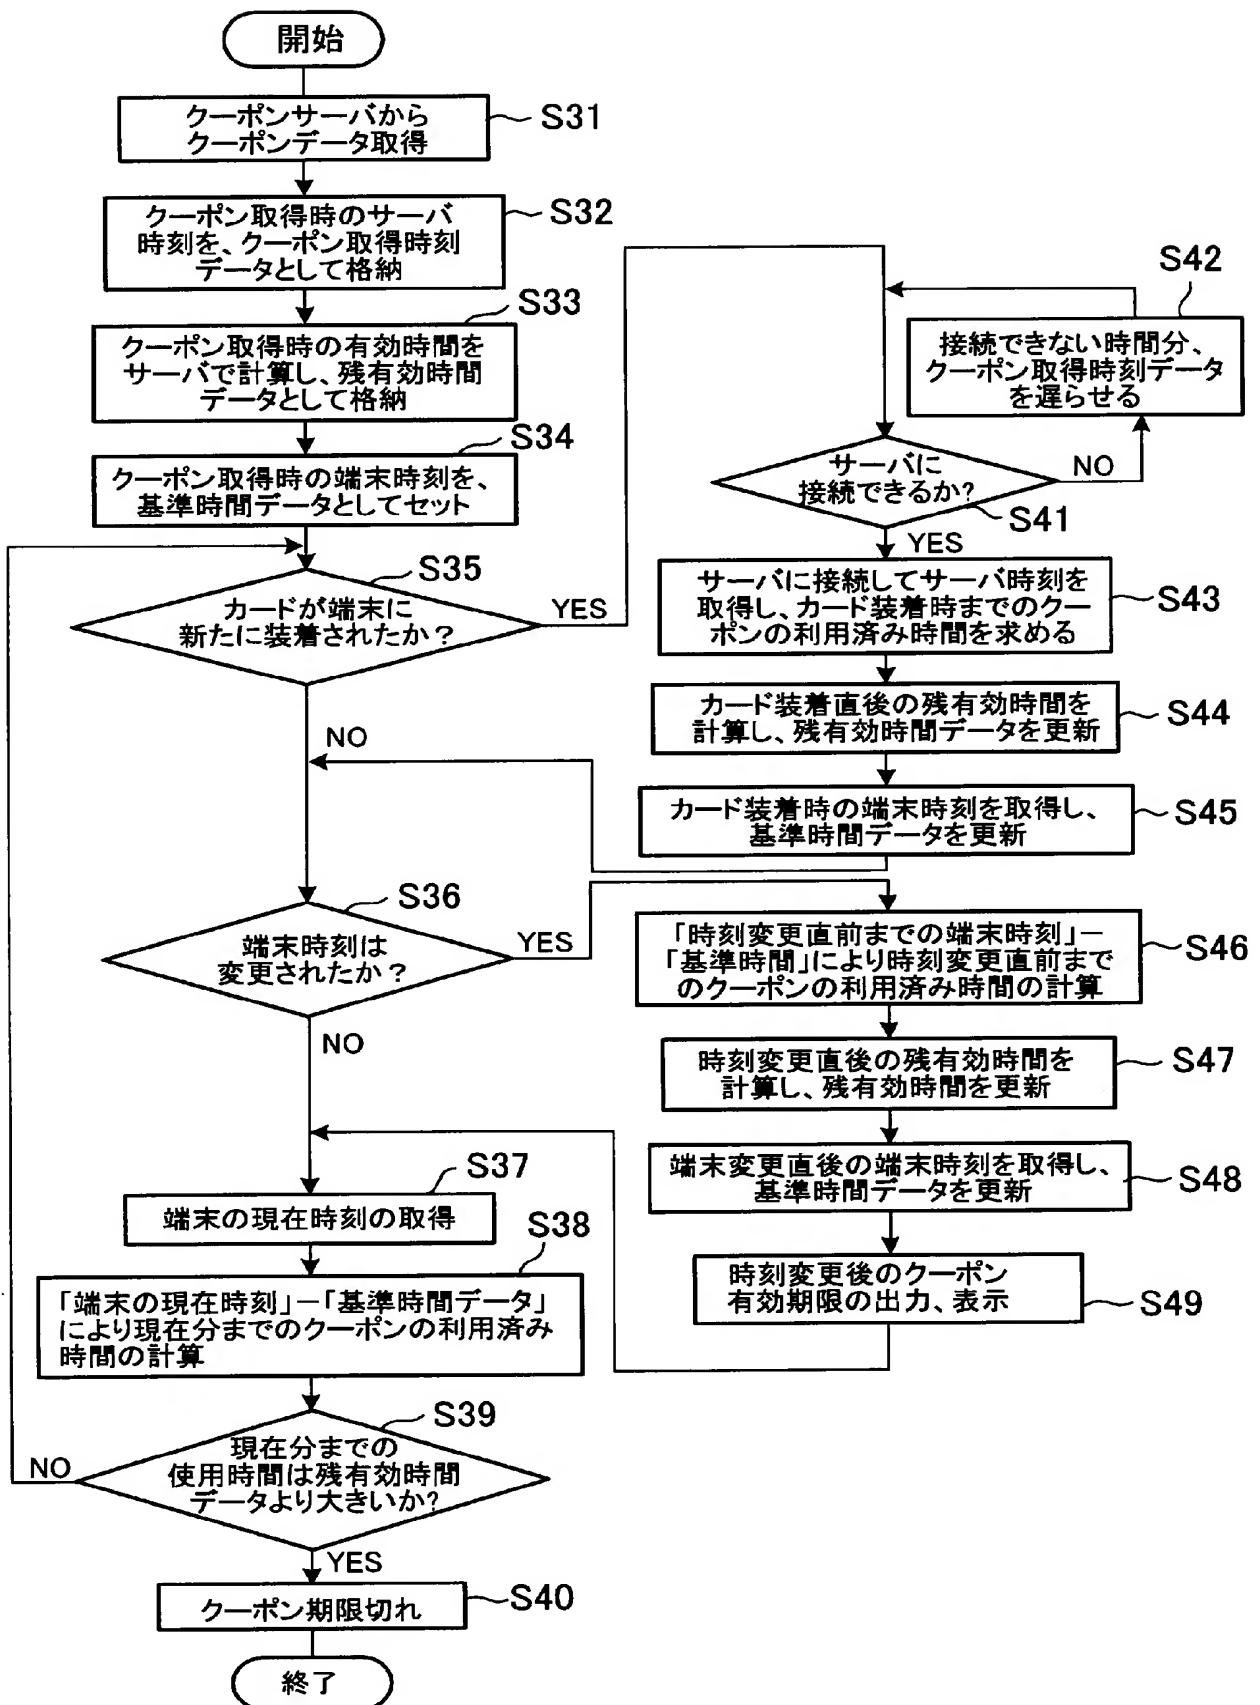 開始
クーポンサーバから
クーポンデータ取得
S31
クーポン取得時のサーバ
時刻を、クーポン取得時刻
データとして格納
S32
クーポン取得時の有効時間を
サーバで計算し、残有効時間
データとして格納
S33
クーポン取得時の端末時刻を、
基準時間データとしてセット
S34
カードが端末に
新たに装着されたか?
S35
YES
NO
端末時刻は
変更されたか?
S36
YES
NO
端末の現在時刻の取得
S37
「端末の現在時刻」−「基準時間データ」
により現在分までのクーポンの利用済み
時間の計算
S38
現在分までの
使用時間は残有効時間
データより大きいか?
S39
NO
YES
クーポン期限切れ
S40
終了
サーバに
接続できるか?
S41
NO
YES
接続できない時間分、
クーポン取得時刻データ
を遅らせる
S42
サーバに接続してサーバ時刻を
取得し、カード装着時までのクー
ポンの利用済み時間を求める
S43
カード装着直後の残有効時間を
計算し、残有効時間データを更新
S44
カード装着時の端末時刻を取得し、
基準時間データを更新
S45
「時刻変更直前までの端末時刻」−
「基準時間」により時刻変更直前まで
のクーポンの利用済み時間の計算
S46
時刻変更直後の残有効時間を
計算し、残有効時間を更新
S47
端末変更直後の端末時刻を取得し、
基準時間データを更新
S48
時刻変更後のクーポン
有効期限の出力、表示
S49